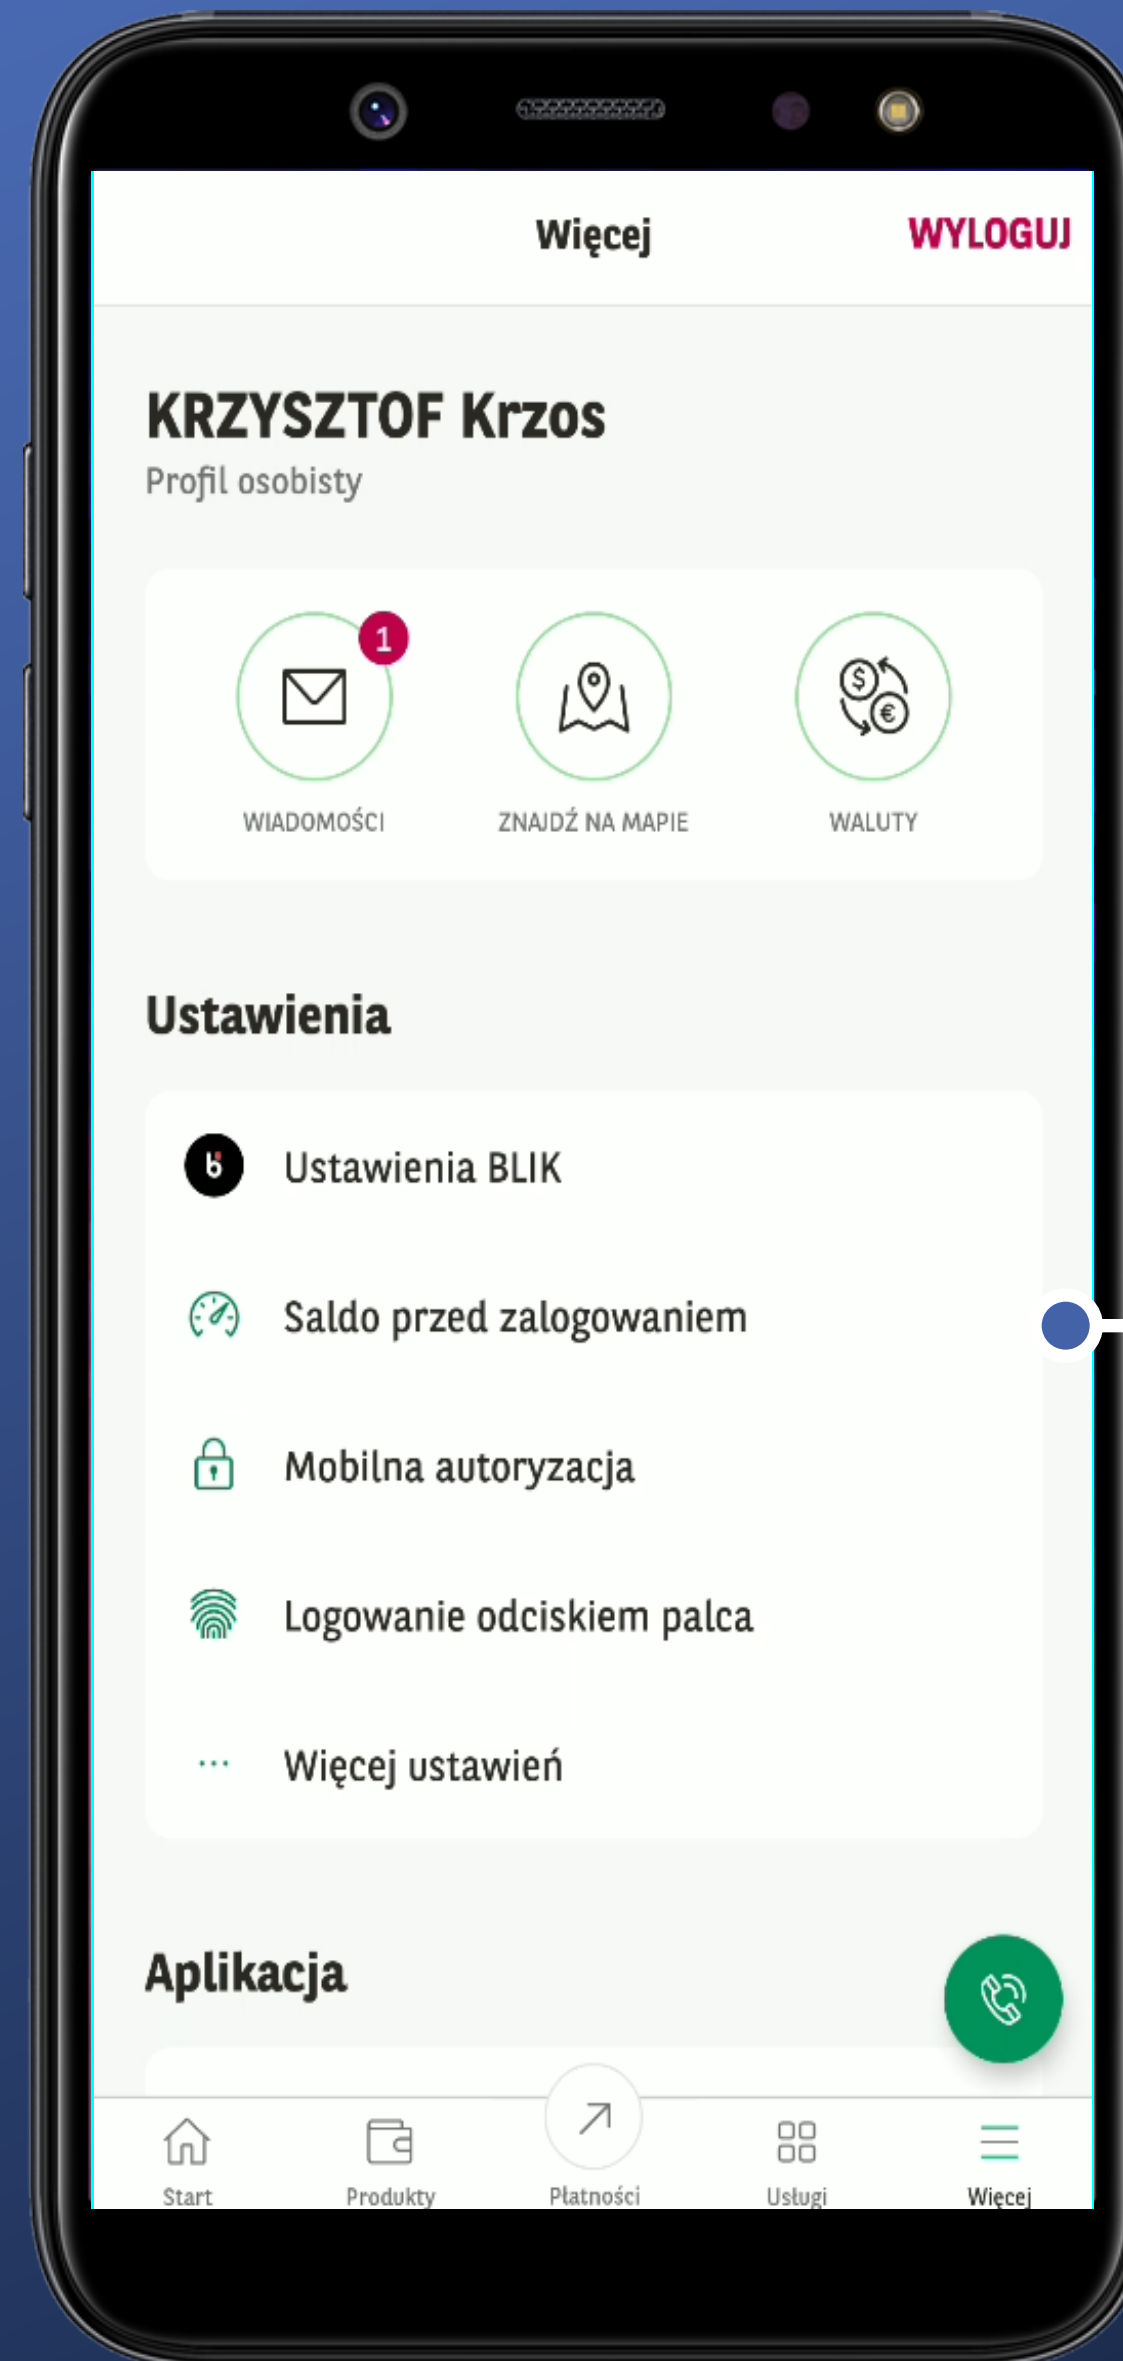 Więcej
WYLOGUJ
KRZYSZTOF Krzos
Profil osobisty
1
WIADOMOŚCI
ZNAJDŹ NA MAPIE
WALUTY
Ustawienia
Ustawienia BLIK
Saldo przed zalogowaniem
Mobilna autoryzacja
Logowanie odciskiem palca
Więcej ustawień
Aplikacja
Start
Produkty
Płatności
Usługi
Więcej